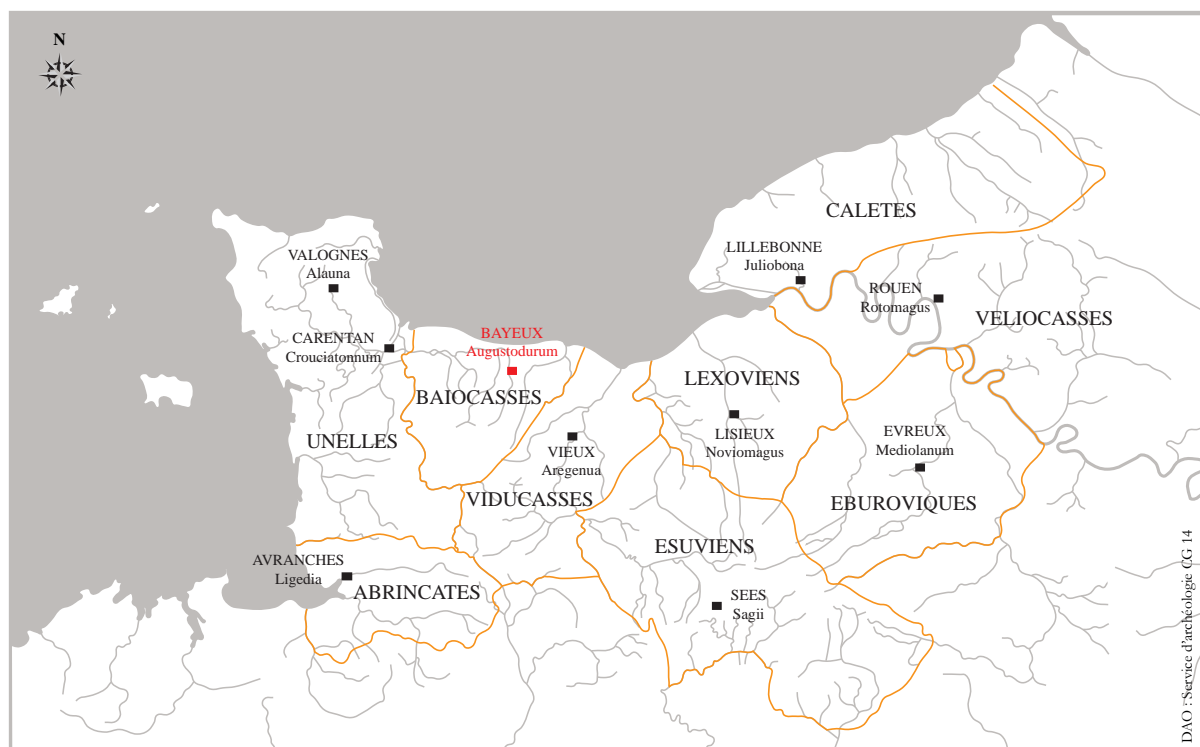 N
CALETES
LILLEBONNE
Juliobona
VALOGNES
Alauna
ROUEN
Rotomagus
VELIOCASSES
CARENTAN
Crouciatonnum
BAYEUX
Augustodurum
LEXOVIENS
BAIOCASSES
LISIEUX
Noviomagus
EVREUX
Mediolanum
UNELLES
VIEUX
Aregenua
VIDUCASSES
EBUROVIQUES
ESUVIENS
AVRANCHES
Ligedia
ABRINCATES
SEES
Sagii
DAO : Service d'archéologie CG 14